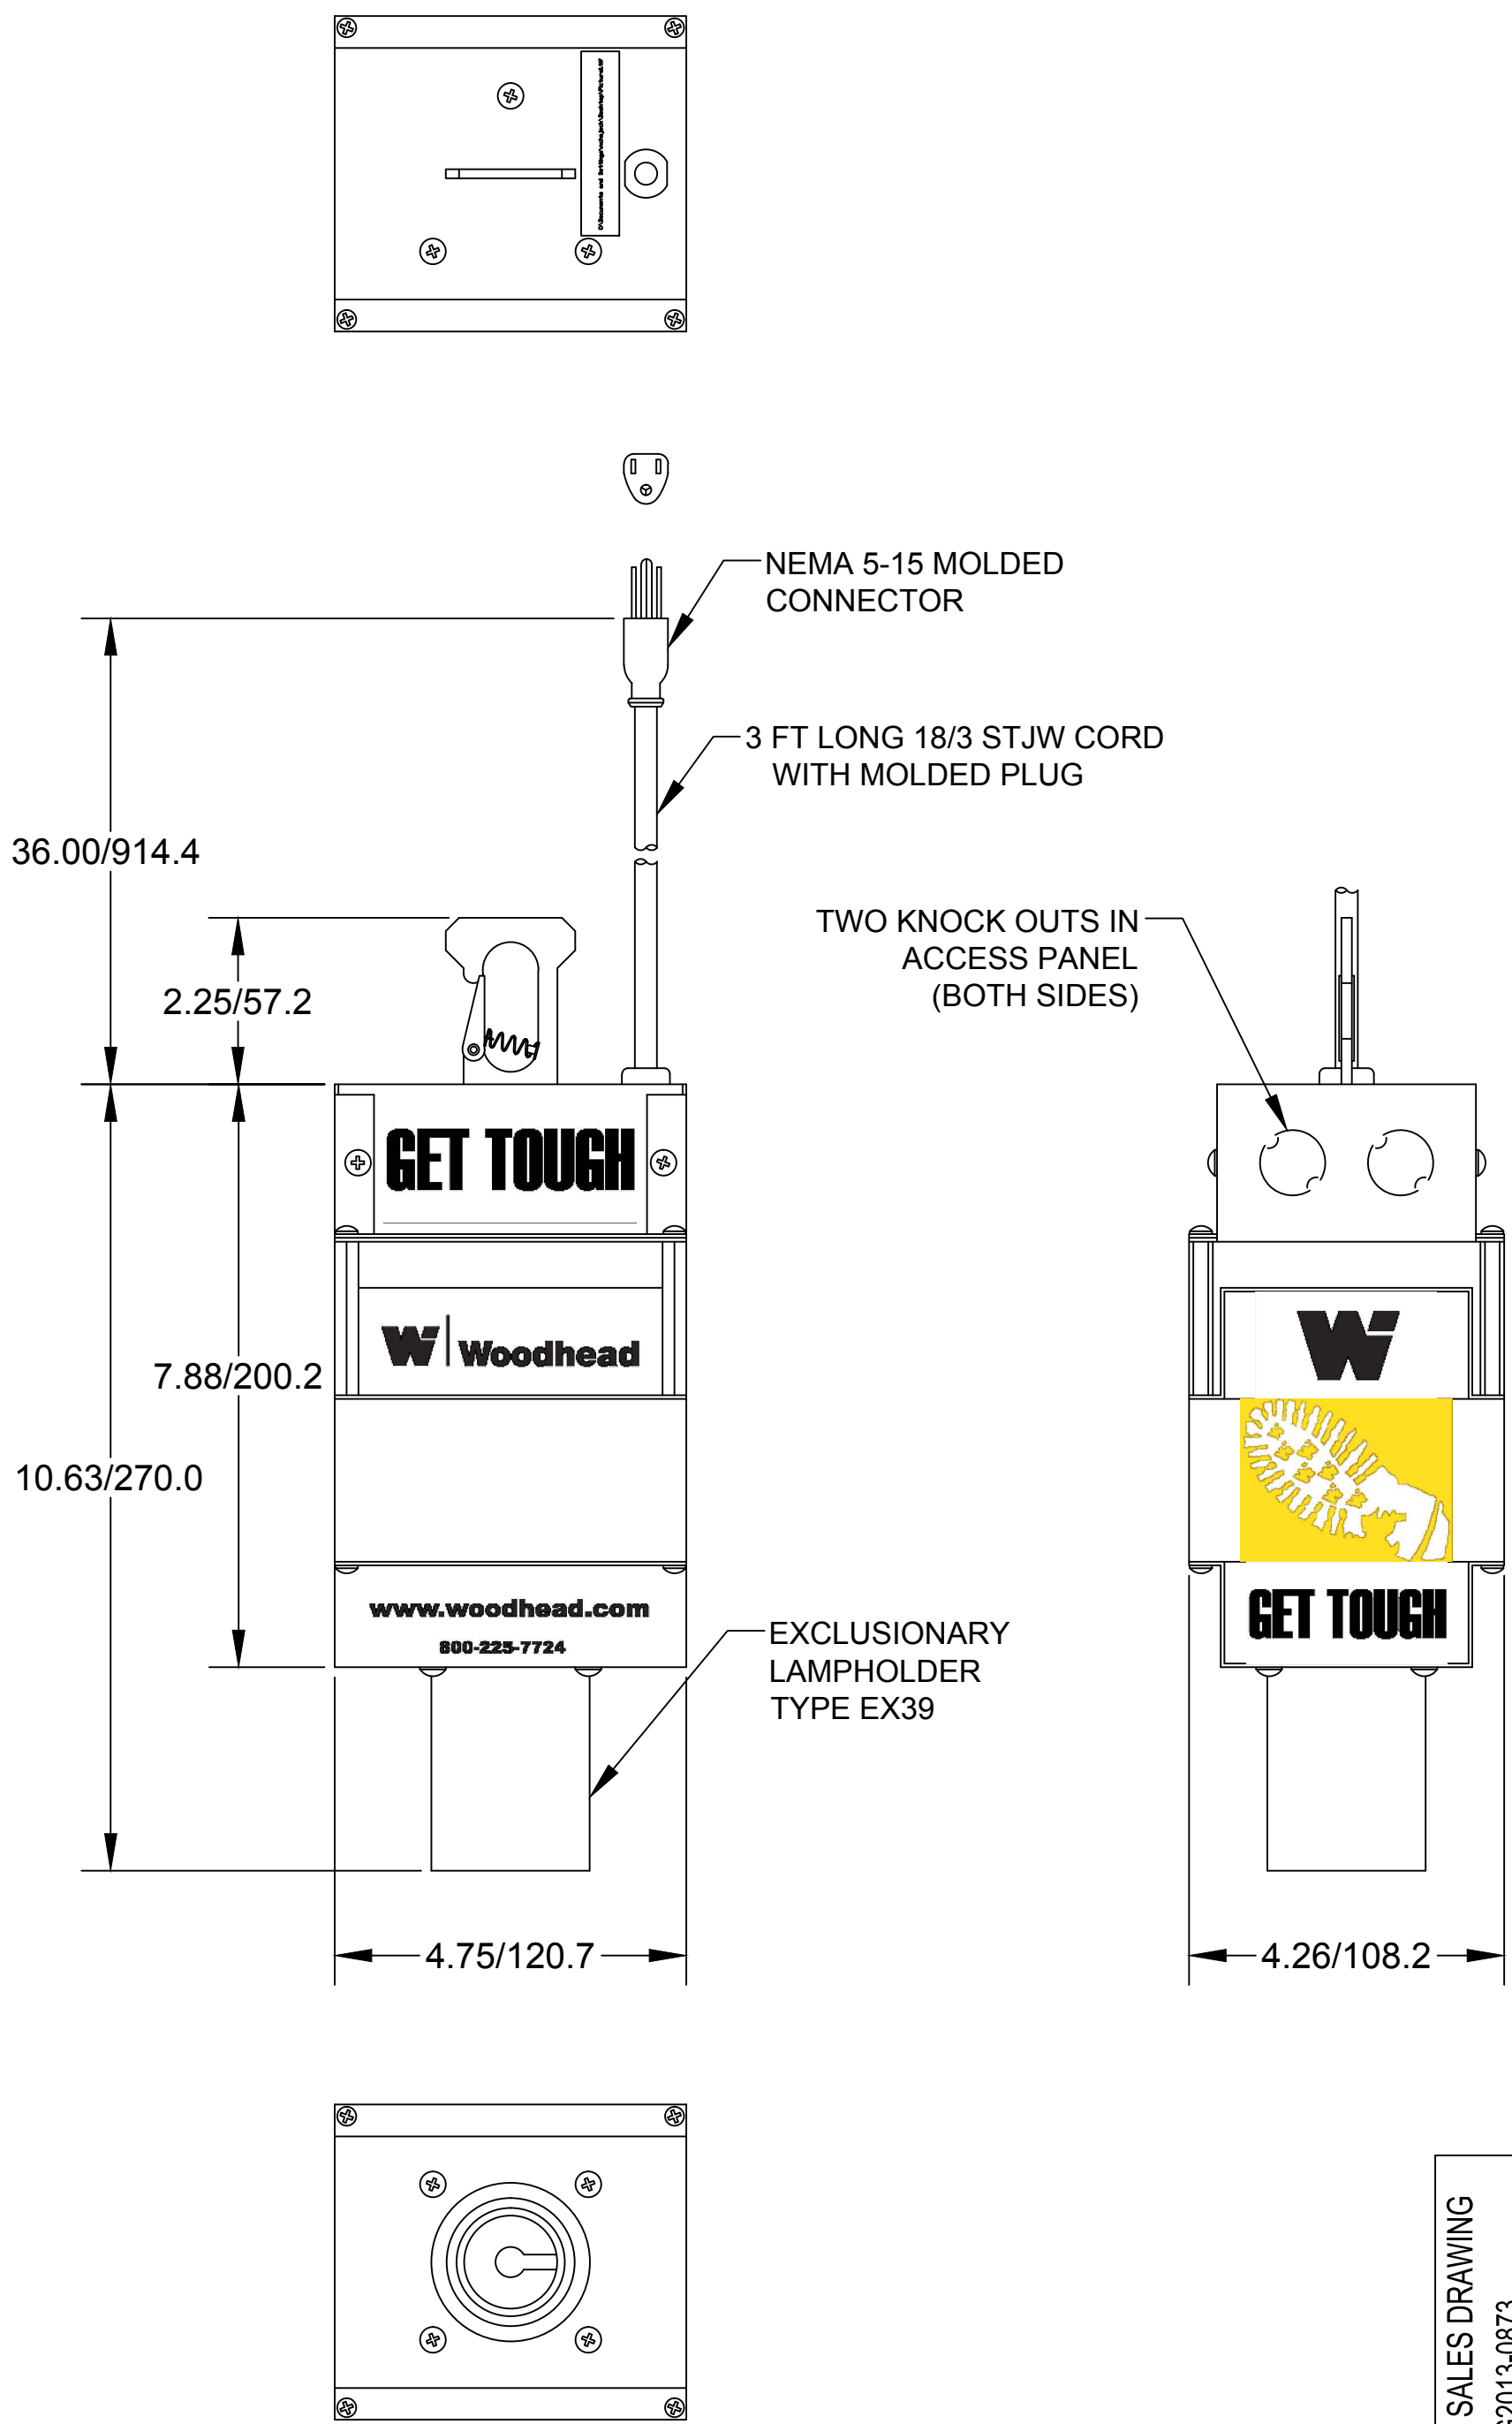 NEMA 5-15 MOLDED
CONNECTOR
3 FT LONG 18/3 STJW CORD
WITH MOLDED PLUG
36.00/914.4
TWO KNOCK OUTS IN
ACCESS PANEL
(BOTH SIDES)
2.25/57.2
GET TOUGH
W Woodhead
W
7.88/200.2
10.63/270.0
www.woodhead.com
800-225-7724
GET TOUGH
EXCLUSIONARY
LAMPHOLDER
TYPE EX39
4.75/120.7
4.26/108.2
SALES DRAWING